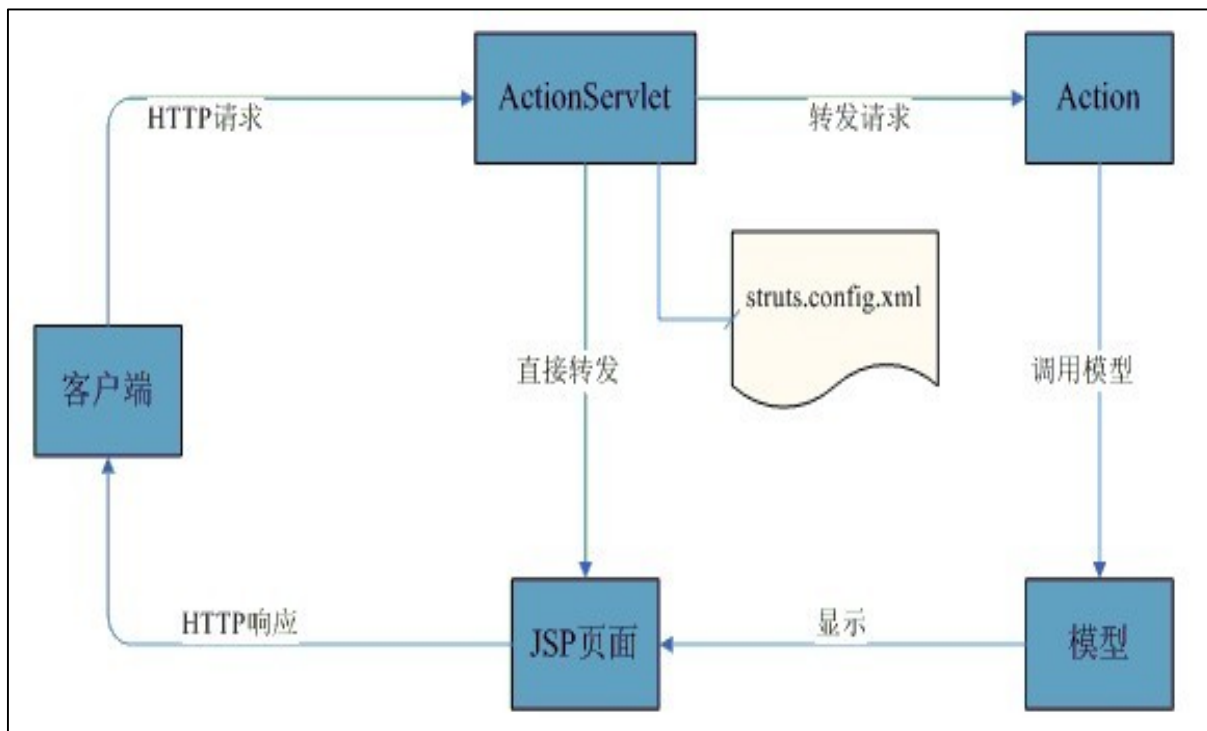 ActionServlet
Action
HTTP请求
转发请求
struts.config.xml
客户端
直接转发
调用模型
HTTP响应
JSP页面
显示
模型